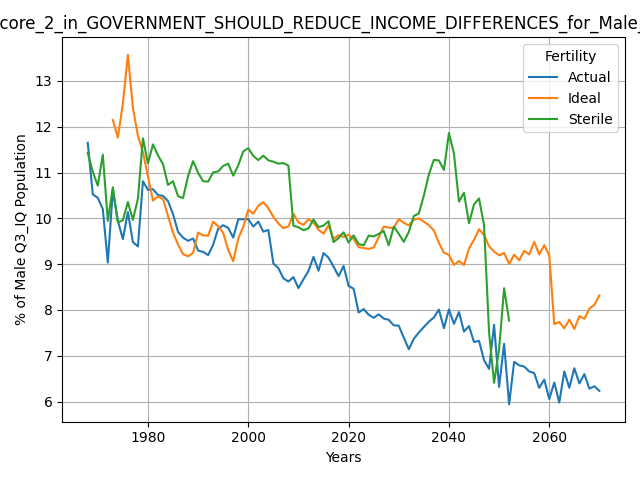 core_2_in_GOVERNMENT_SHOULD_REDUCE_INCOME_DIFFERENCES_for_Male_
Fertility
Actual
Ideal
Sterile
% of Male Q3_IQ Population
13
12
11
10
9
8
7
6
1980
2000
2020
2040
2060
Years